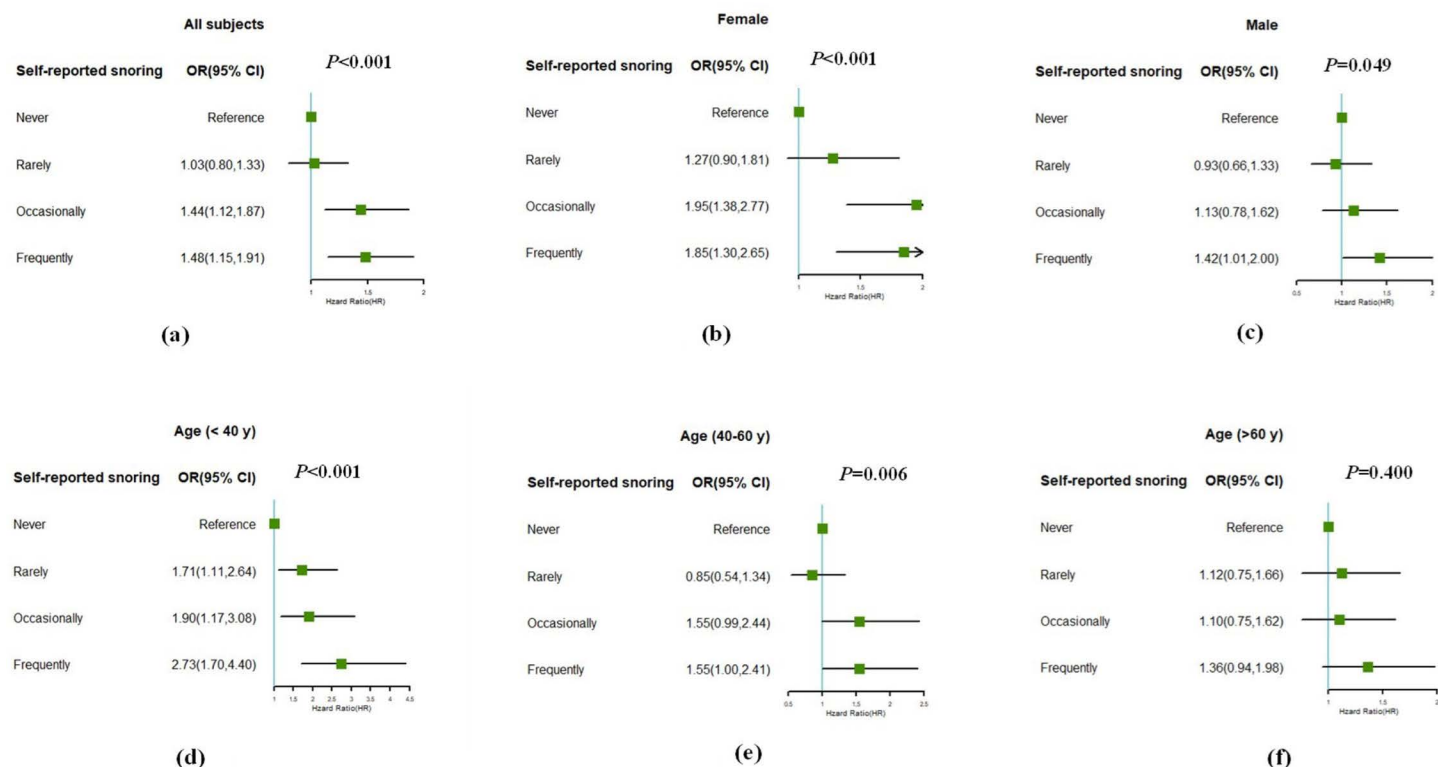 All subjects
Self-reported snoring OR(95% CI) P<0.001
Never Reference
Rarely 1.03(0.80,1.33)
Occasionally 1.44(1.12,1.87)
Frequently 1.48(1.15,1.91)
1 1.5 2
Hzard Ratio(HR)
(a)
Female
Self-reported snoring OR(95% CI) P<0.001
Never Reference
Rarely 1.27(0.90,1.81)
Occasionally 1.95(1.38,2.77)
Frequently 1.85(1.30,2.65)
1 1.5 2
Hzard Ratio(HR)
(b)
Male
Self-reported snoring OR(95% CI) P=0.049
Never Reference
Rarely 0.93(0.66,1.33)
Occasionally 1.13(0.78,1.62)
Frequently 1.42(1.01,2.00)
0.5 1 1.5 2
Hzard Ratio(HR)
(c)
Age (< 40 y)
Self-reported snoring OR(95% CI) P<0.001
Never Reference
Rarely 1.71(1.11,2.64)
Occasionally 1.90(1.17,3.08)
Frequently 2.73(1.70,4.40)
1 1.5 2 2.5 3 3.5 4 4.5
Hzard Ratio(HR)
(d)
Age (40-60 y)
Self-reported snoring OR(95% CI) P=0.006
Never Reference
Rarely 0.85(0.54,1.34)
Occasionally 1.55(0.99,2.44)
Frequently 1.55(1.00,2.41)
0.5 1 1.5 2 2.5
Hzard Ratio(HR)
(e)
Age (>60 y)
Self-reported snoring OR(95% CI) P=0.400
Never Reference
Rarely 1.12(0.75,1.66)
Occasionally 1.10(0.75,1.62)
Frequently 1.36(0.94,1.98)
1 1.5 2
Hzard Ratio(HR)
(f)